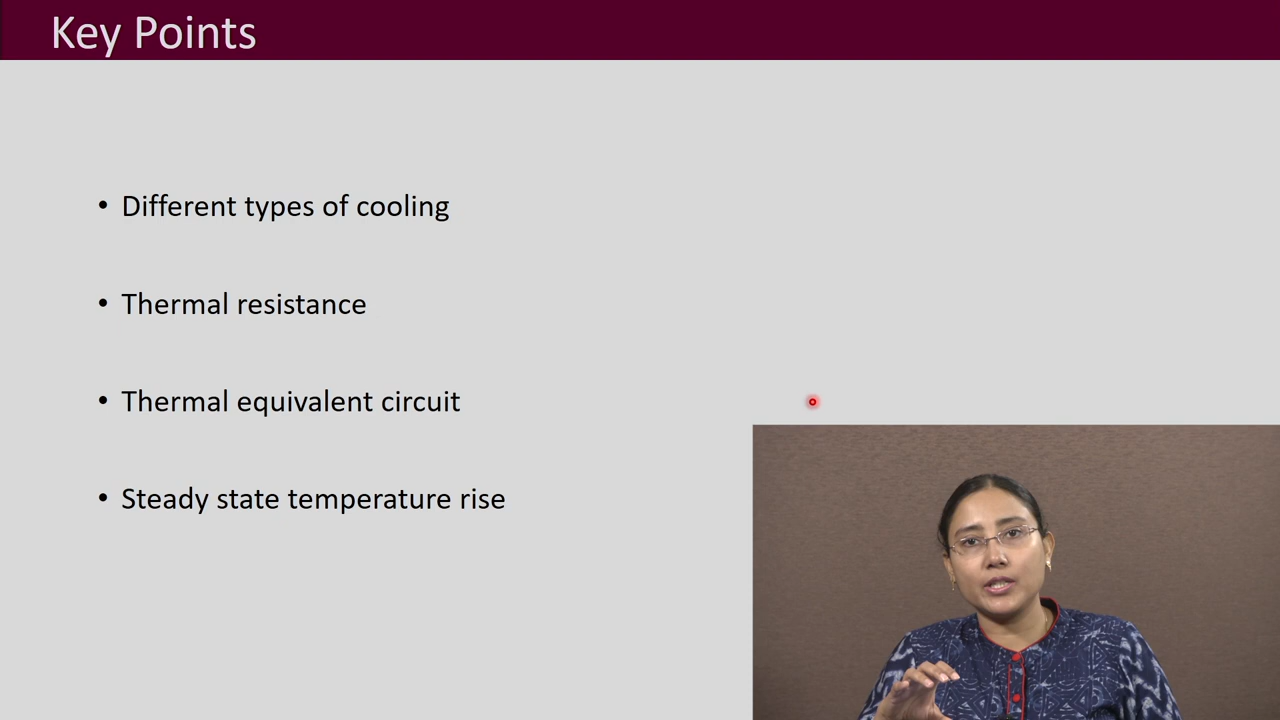 Key Points
• Different types of cooling
• Thermal resistance
• Thermal equivalent circuit
• Steady state temperature rise